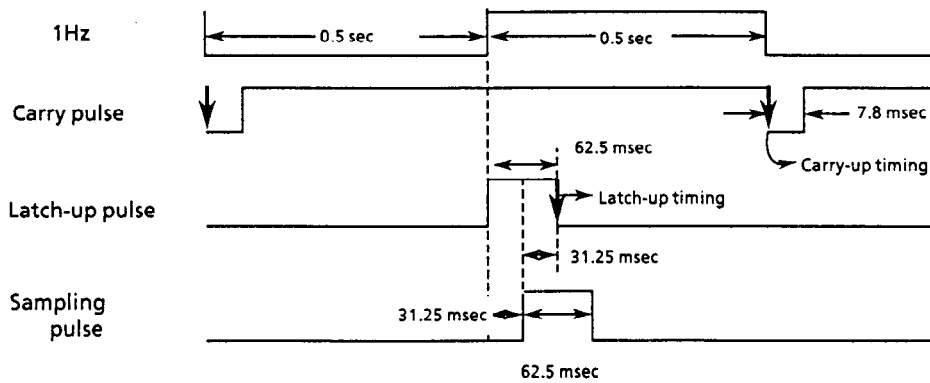 1Hz
0.5 sec
0.5 sec
Carry pulse
7.8 msec
62.5 msec
Carry-up timing
Latch-up pulse
Latch-up timing
31.25 msec
Sampling
pulse
31.25 msec
62.5 msec